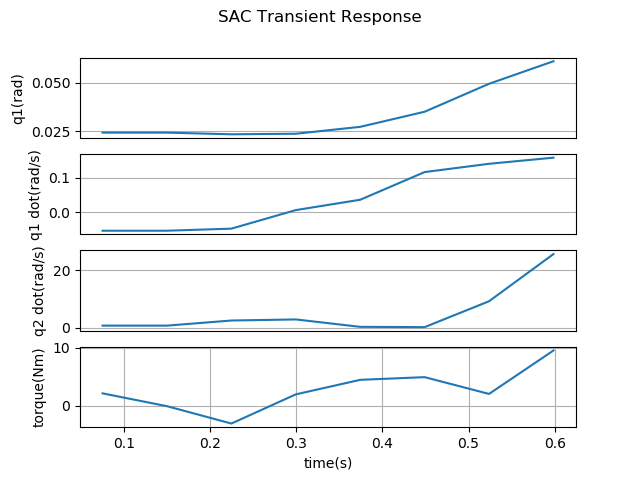 SAC Transient Response
0.050
0.025
q1(rad)
0.1
0.0
q1 dot(rad/s)
20
0
q2 dot(rad/s)
10
0
torque(Nm)
0.1 0.2 0.3 0.4 0.5 0.6
time(s)